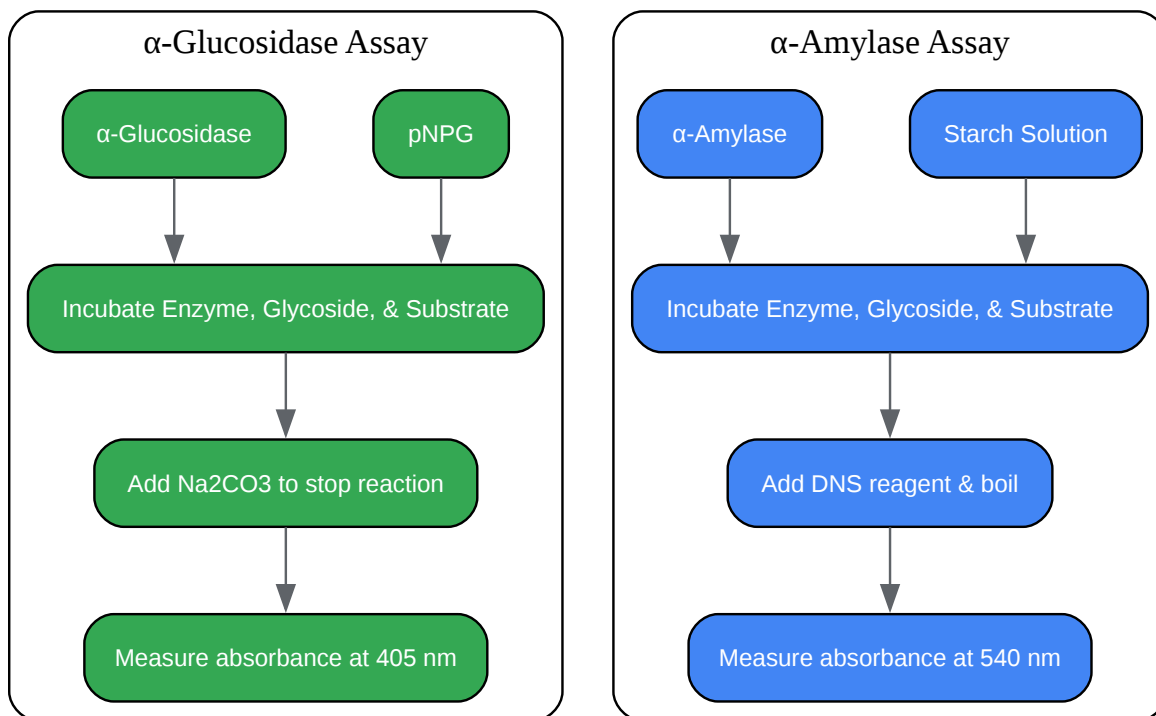 α-Glucosidase Assay
α-Glucosidase
pNPG
Incubate Enzyme, Glycoside, & Substrate
Add Na2CO3 to stop reaction
Measure absorbance at 405 nm
α-Amylase Assay
α-Amylase
Starch Solution
Incubate Enzyme, Glycoside, & Substrate
Add DNS reagent & boil
Measure absorbance at 540 nm